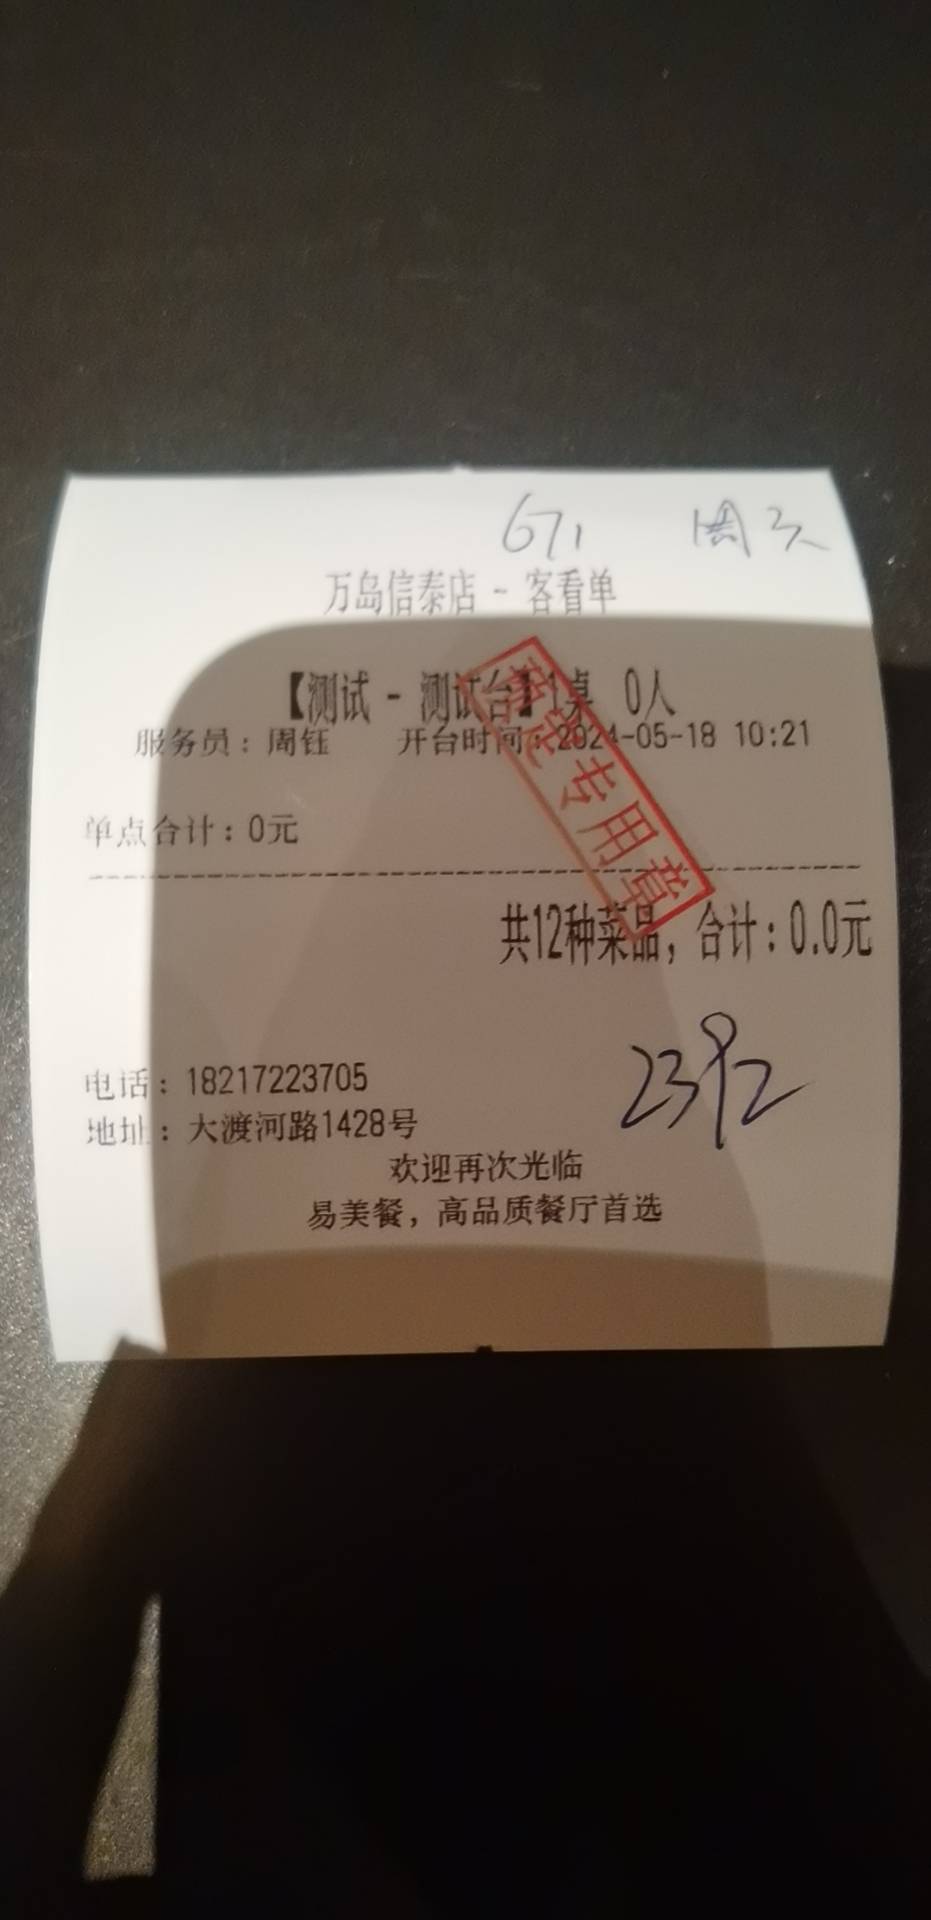 671 周天
万岛信泰店 - 客看单
【测试 - 测试台】1桌 0人
服务员：周钰 开台时间：2024-05-18 10:21
专用章
单点合计：0元
共12种菜品，合计：0.0元
电话：18217223705
地址：大渡河路1428号
欢迎再次光临
易美餐，高品质餐厅首选